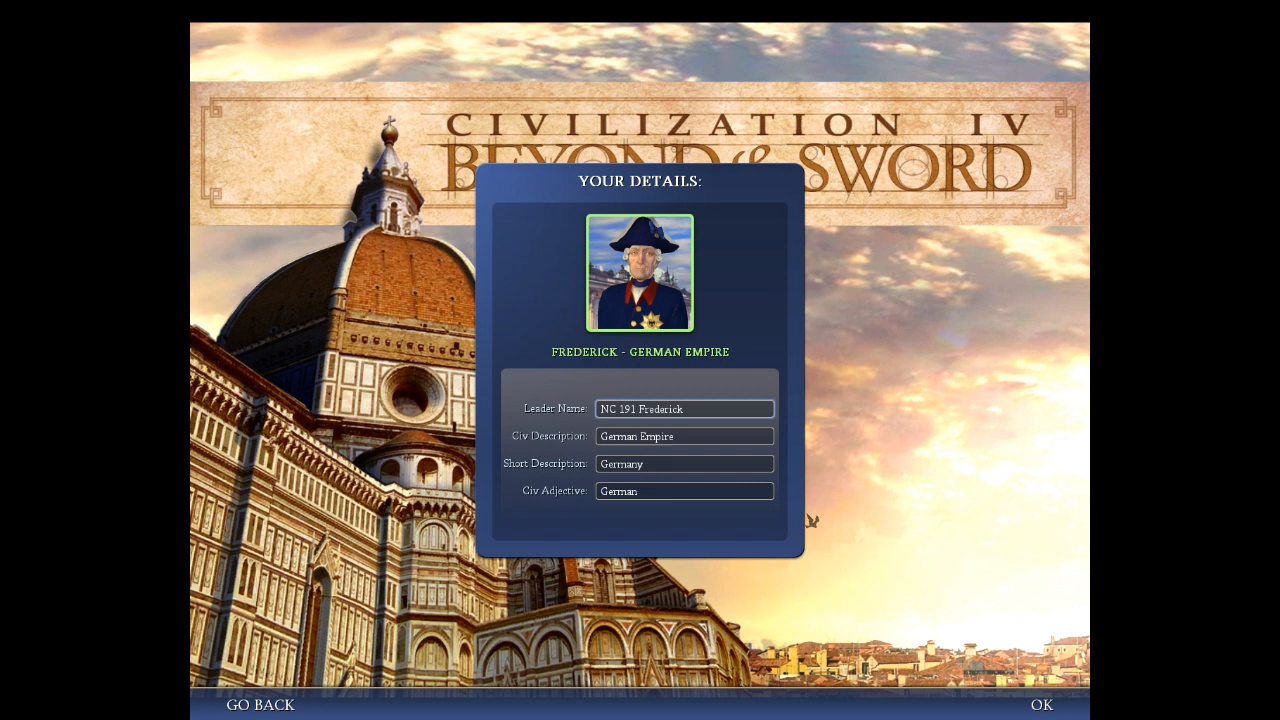 CIVILIZATION IV
BEYOND the SWORD
YOUR DETAILS:
FREDERICK - GERMAN EMPIRE
Leader Name: NC 191 Frederick
Civ Description: German Empire
Short Description: Germany
Civ Adjective: German
GO BACK OK